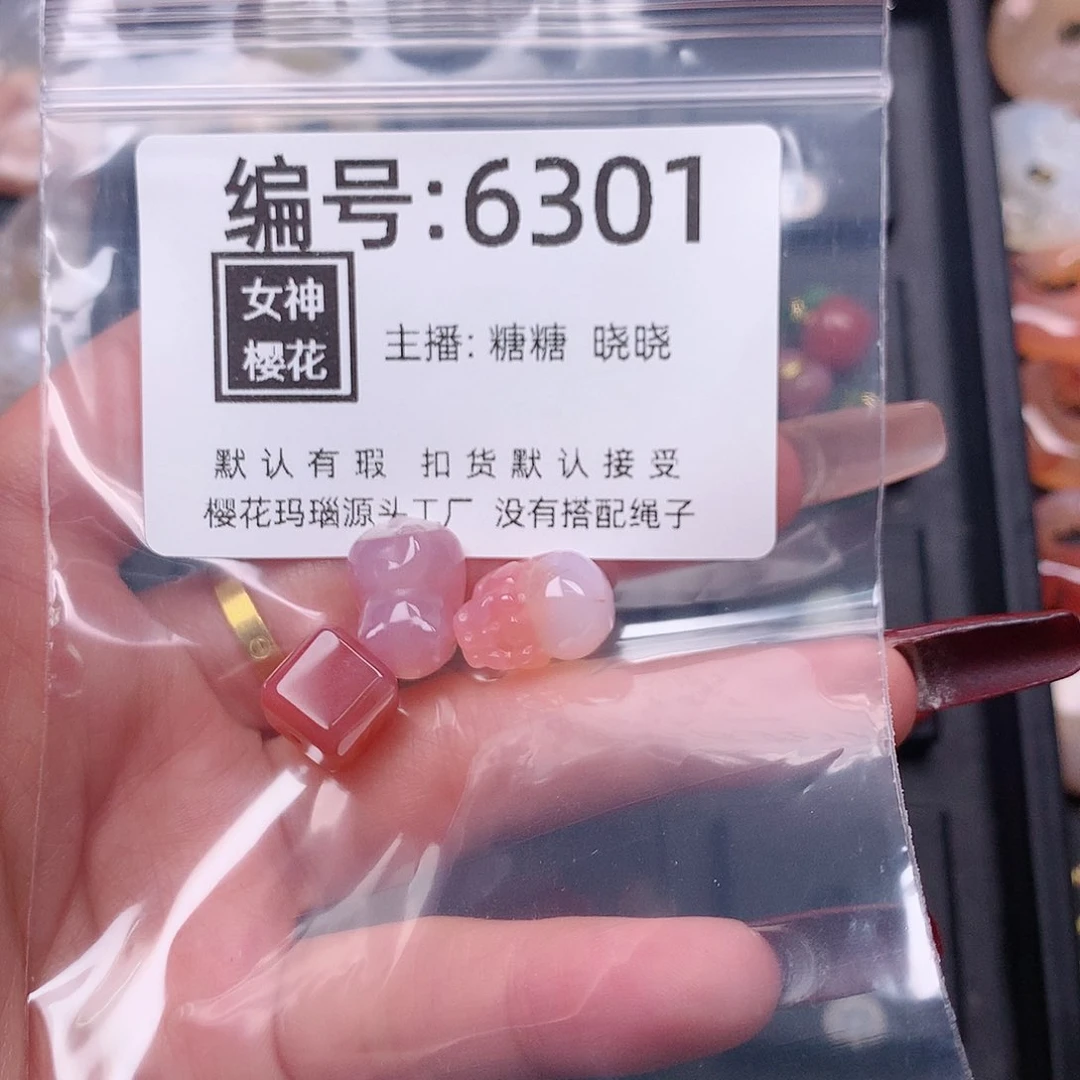 编号:6301
女神
樱花
主播: 糖糖 晓晓
默认有瑕 扣货默认接受
樱花玛瑙源头工厂 没有搭配绳子